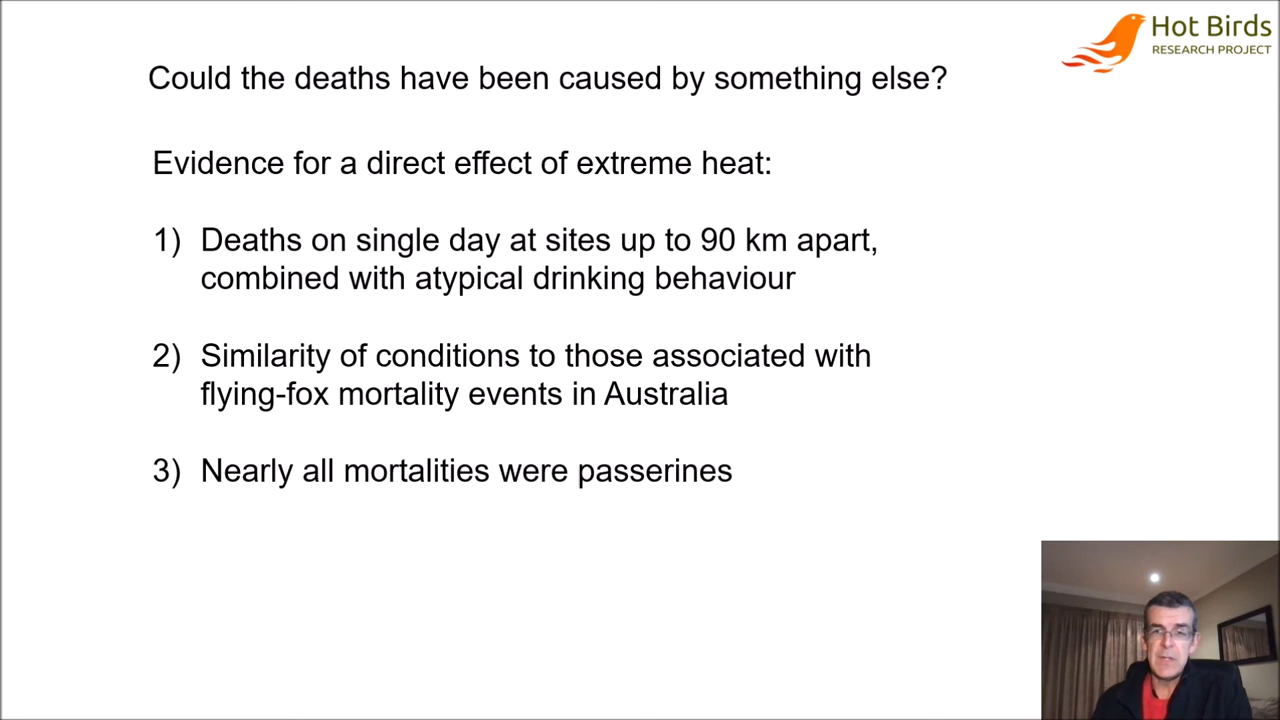 Hot Birds
RESEARCH PROJECT
Could the deaths have been caused by something else?
Evidence for a direct effect of extreme heat:
1) Deaths on single day at sites up to 90 km apart,
combined with atypical drinking behaviour
2) Similarity of conditions to those associated with
flying-fox mortality events in Australia
3) Nearly all mortalities were passerines